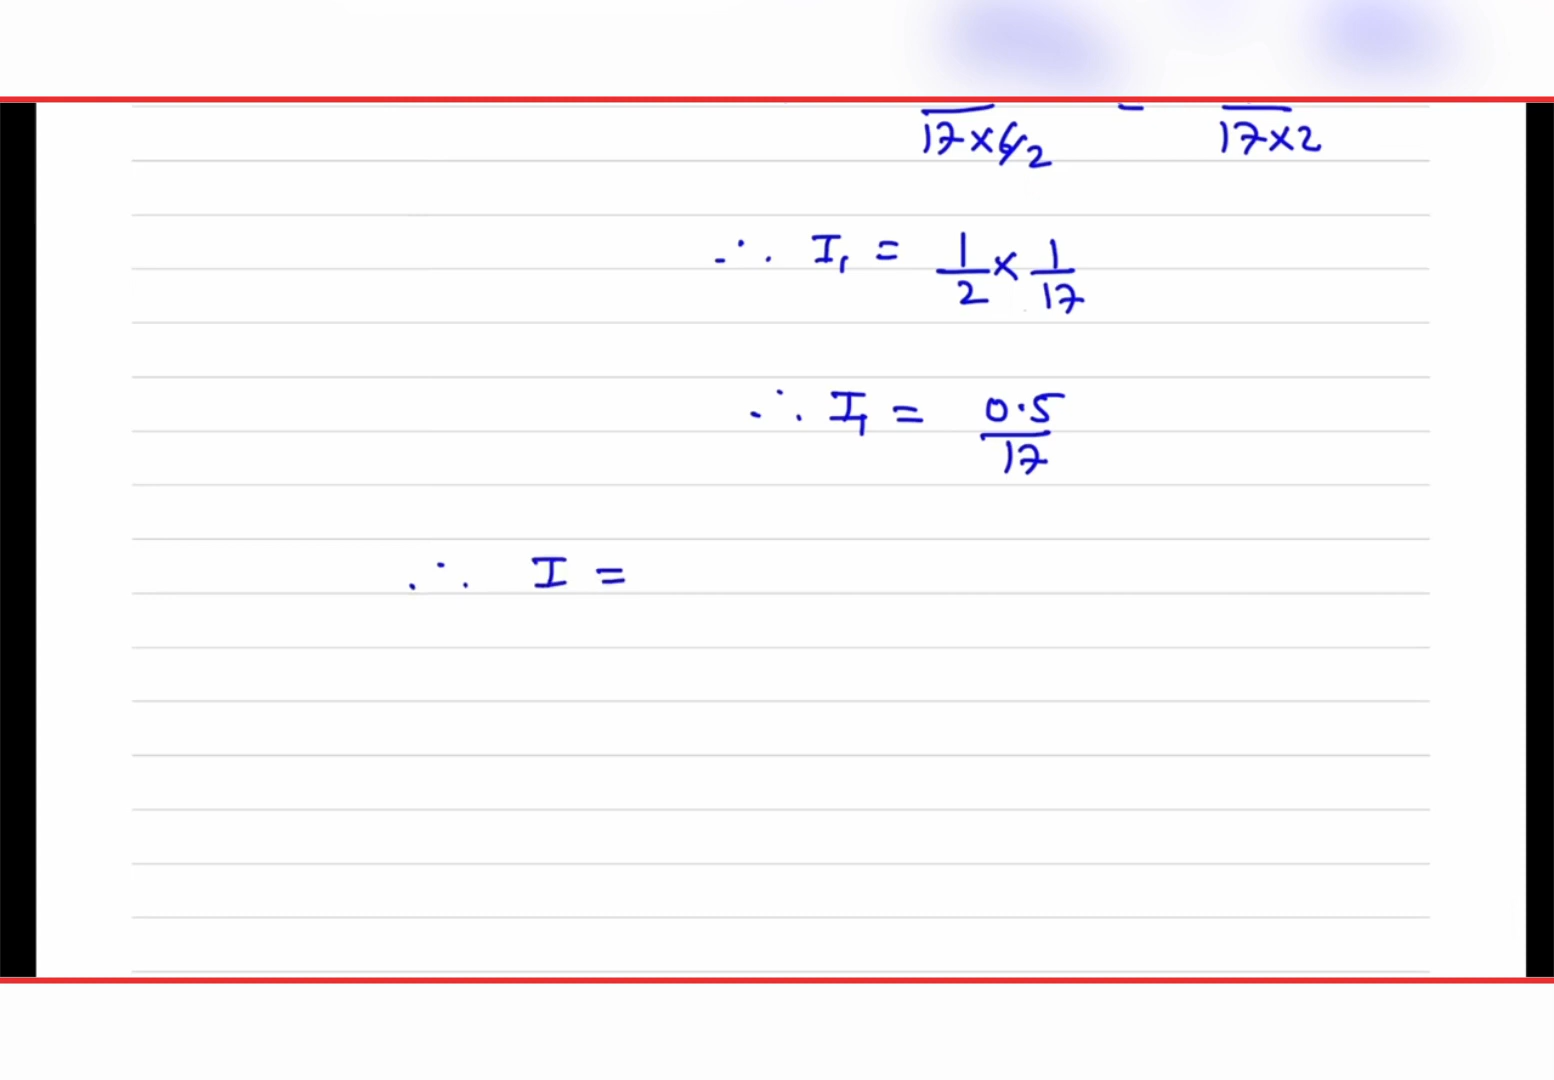 17×6/2 = 17×2
∴ I₁ = 1/2 × 1/17
∴ I₁ = 0.5/17
∴ I =